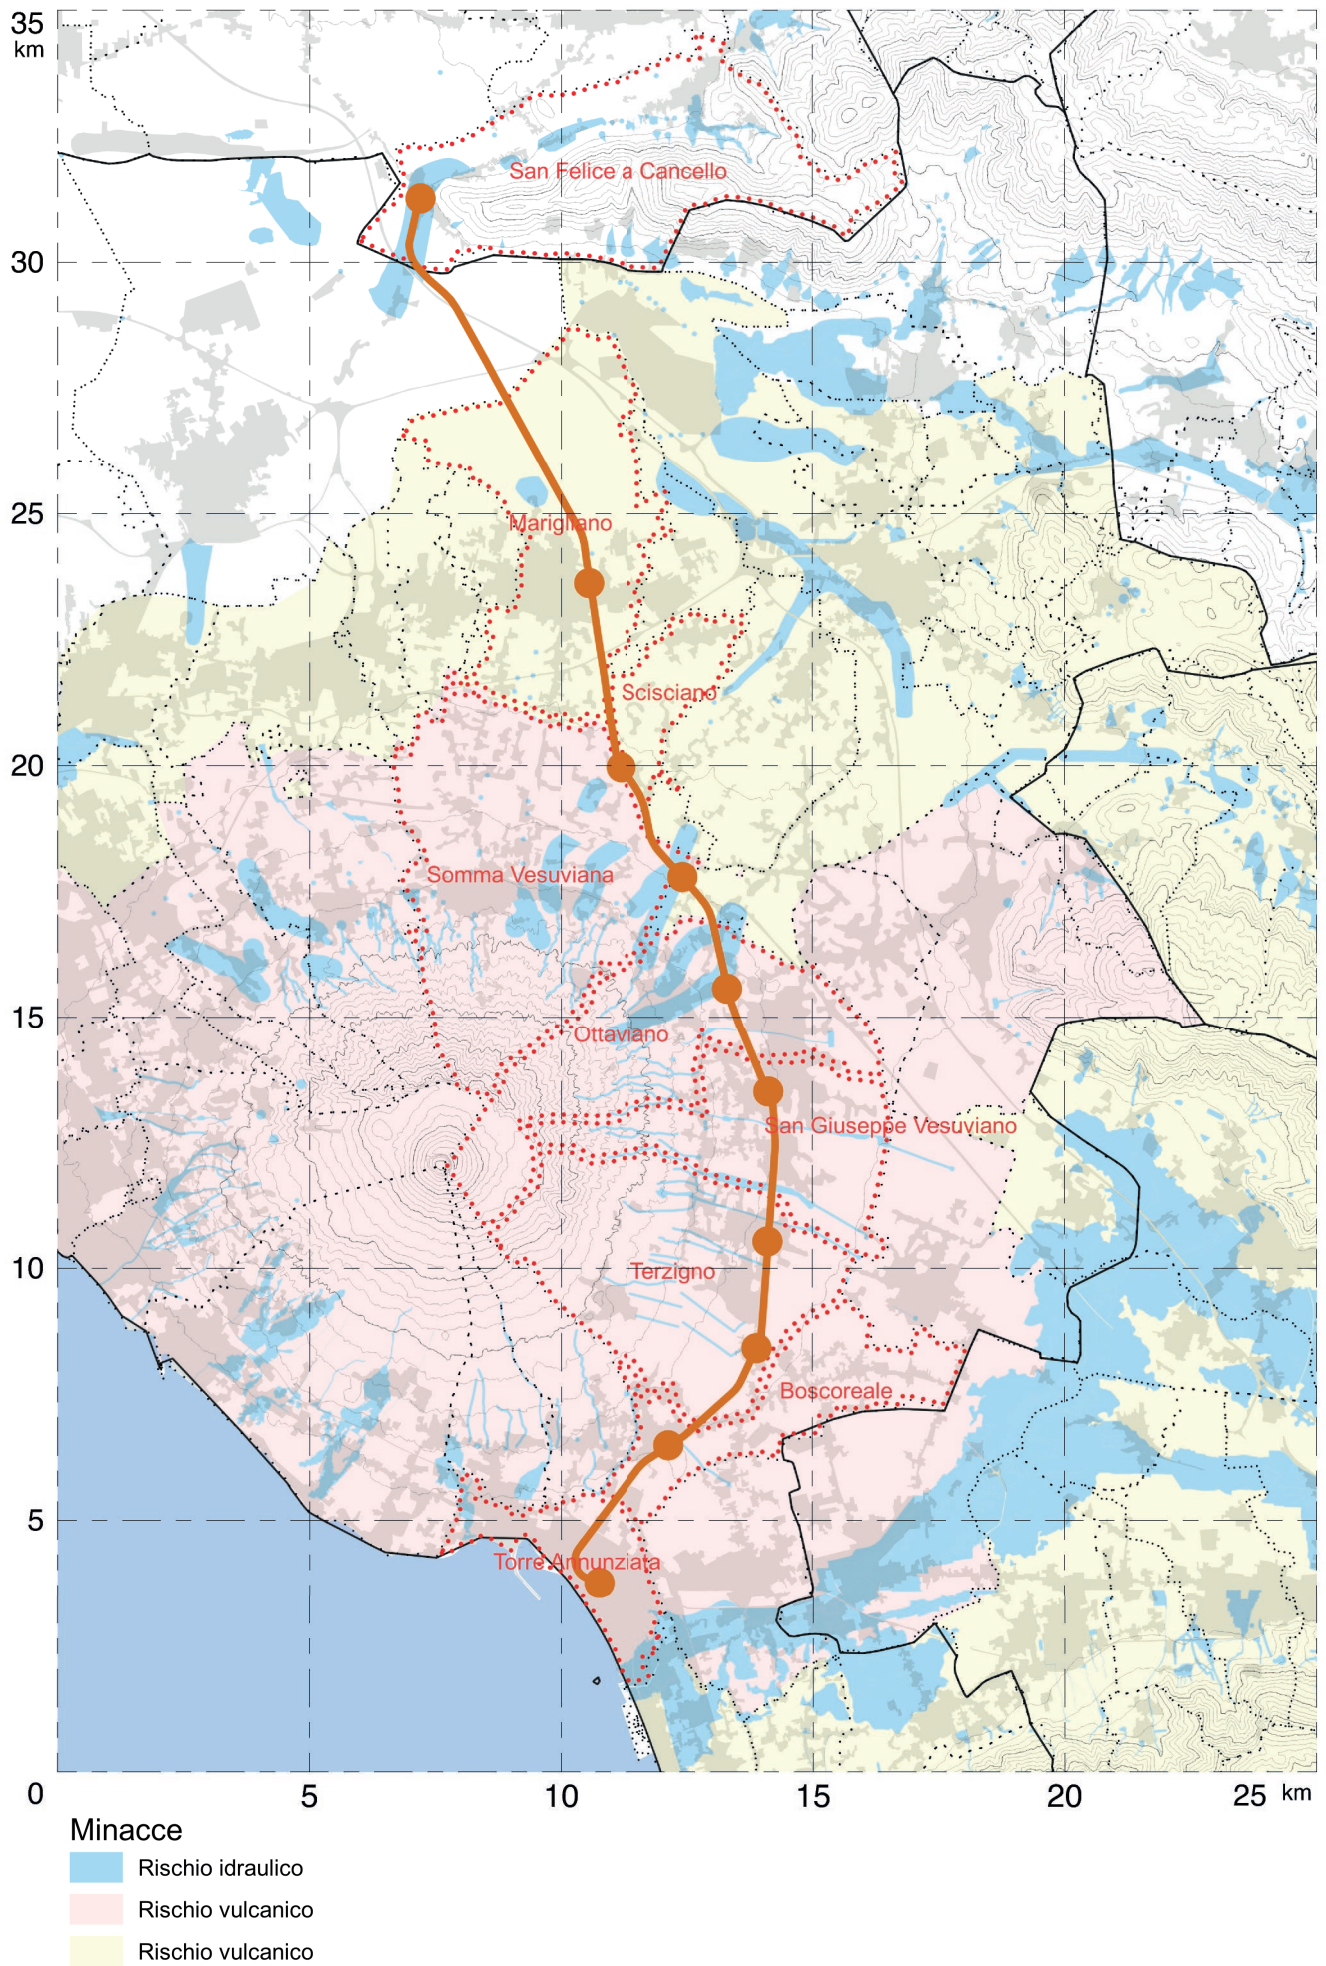 35
km
San Felice a Cancello
30
25
Marigliano
Scisciano
20
Somma Vesuviana
15
Ottaviano
San Giuseppe Vesuviano
10
Terzigno
Boscoreale
5
Torre Annunziata
0 5 10 15 20 25 km
Minacce
Rischio idraulico
Rischio vulcanico
Rischio vulcanico